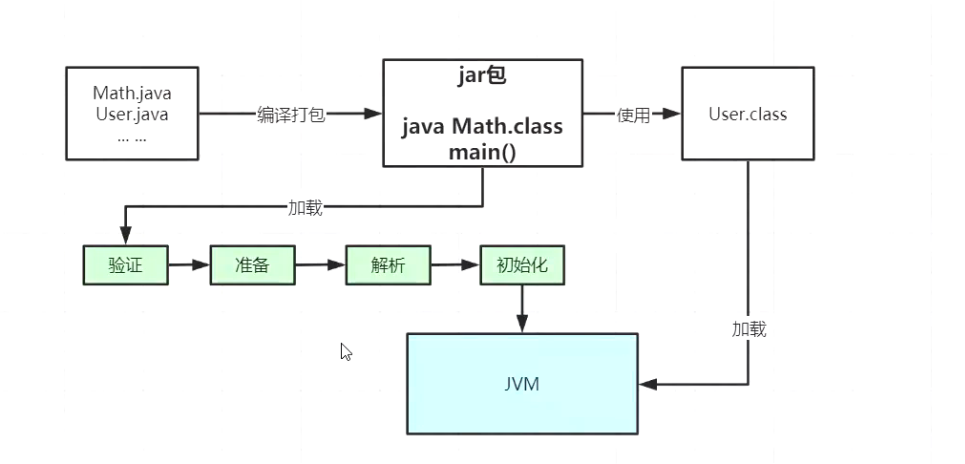 Math.java
User.java
... ...
编译打包
jar包
java Math.class
main()
使用
User.class
加载
验证
准备
解析
初始化
加载
JVM